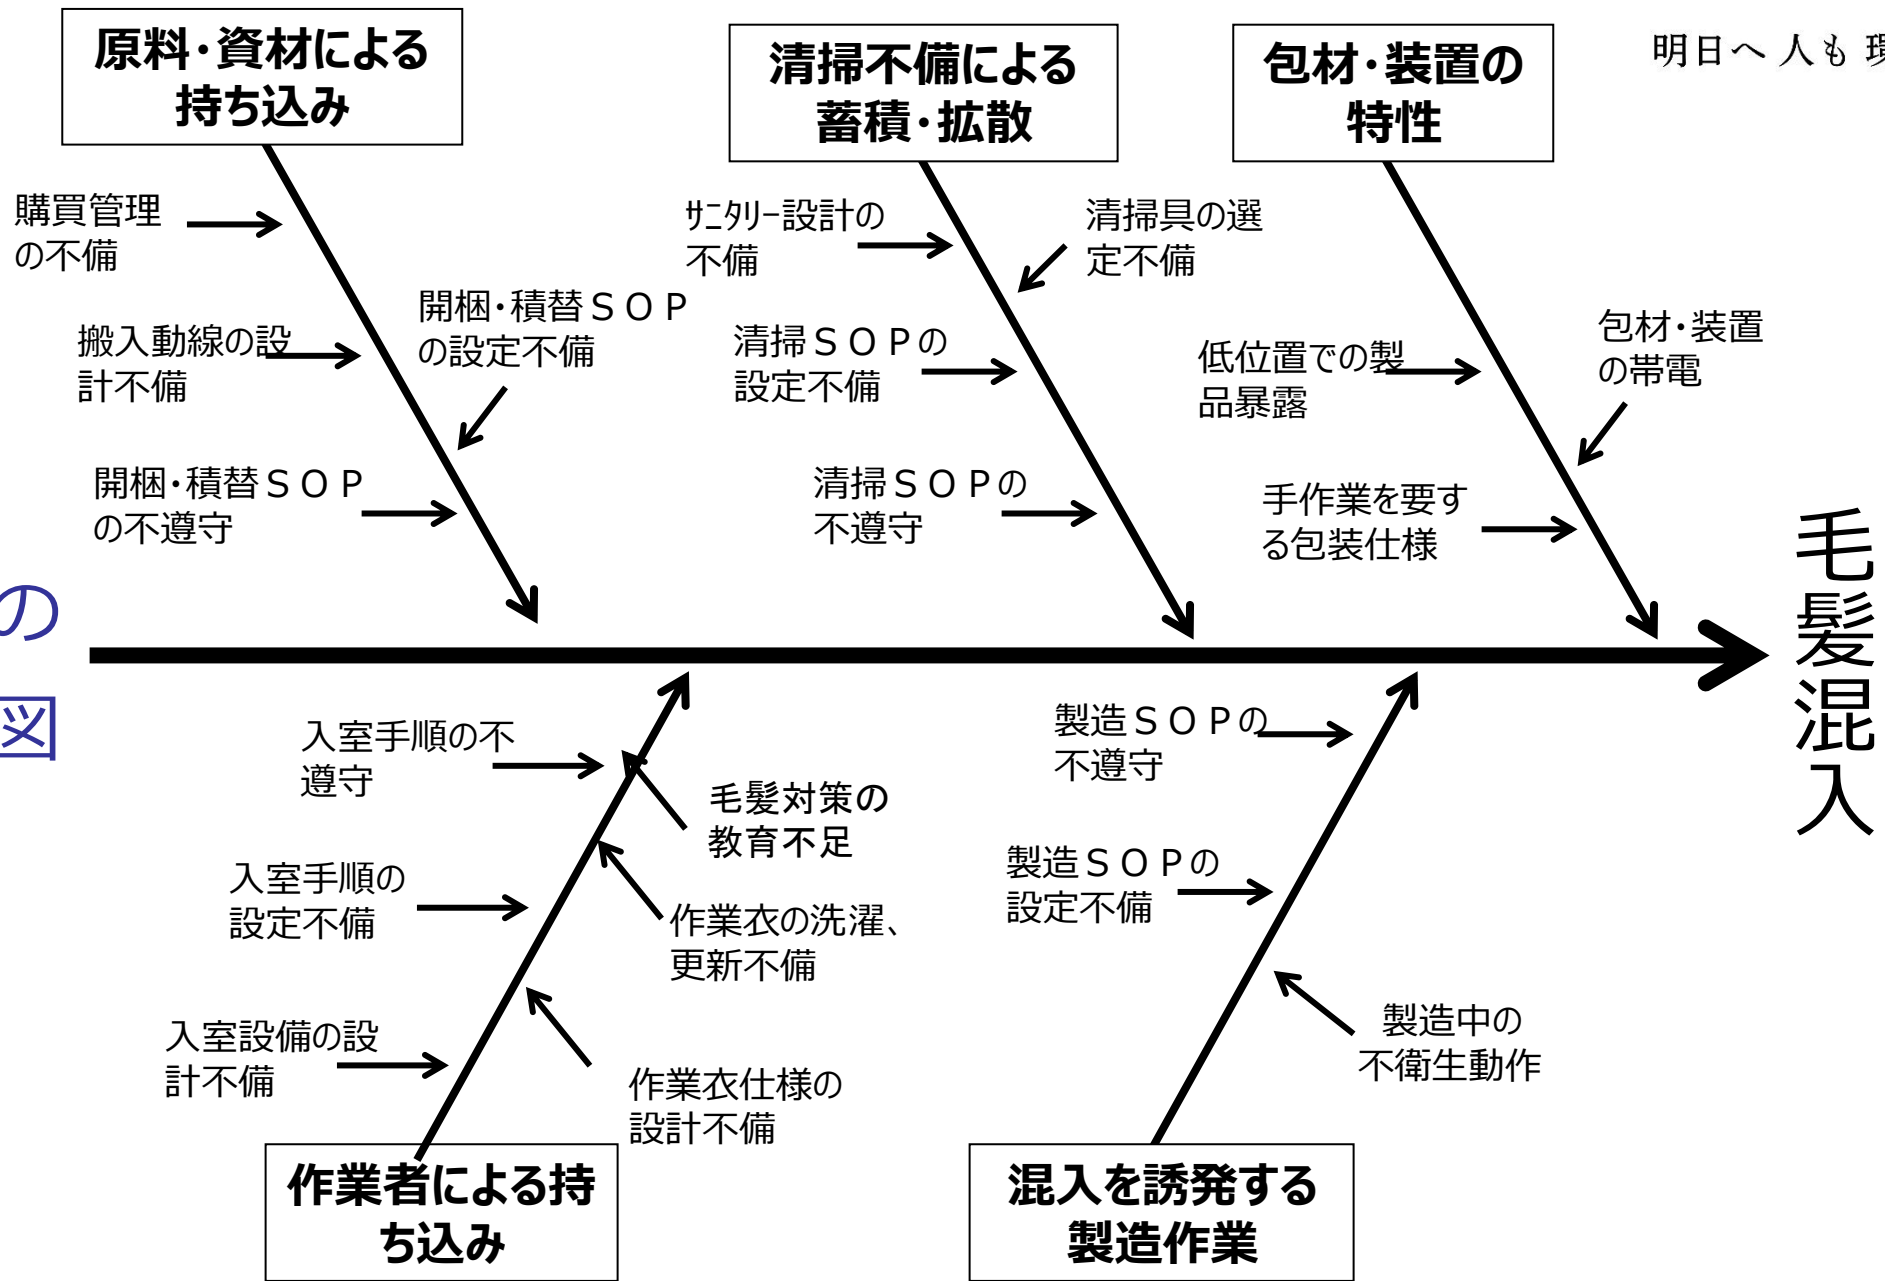 原料・資材による
持ち込み
清掃不備による
蓄積・拡散
包材・装置の
特性
明日へ 人も
購買管理
の不備
搬入動線の設
計不備
開梱・積替ＳＯＰ
の設定不備
開梱・積替ＳＯＰ
の不遵守
ｻﾆﾀﾘｰ設計の
不備
清掃具の選
定不備
清掃ＳＯＰの
設定不備
清掃ＳＯＰの
不遵守
低位置での製
品暴露
包材・装置
の帯電
手作業を要す
る包装仕様
の
図
毛髪混入
入室手順の不
遵守
毛髪対策の
教育不足
入室手順の
設定不備
作業衣の洗濯、
更新不備
入室設備の設
計不備
作業衣仕様の
設計不備
製造ＳＯＰの
不遵守
製造ＳＯＰの
設定不備
製造中の
不衛生動作
作業者による持
ち込み
混入を誘発する
製造作業